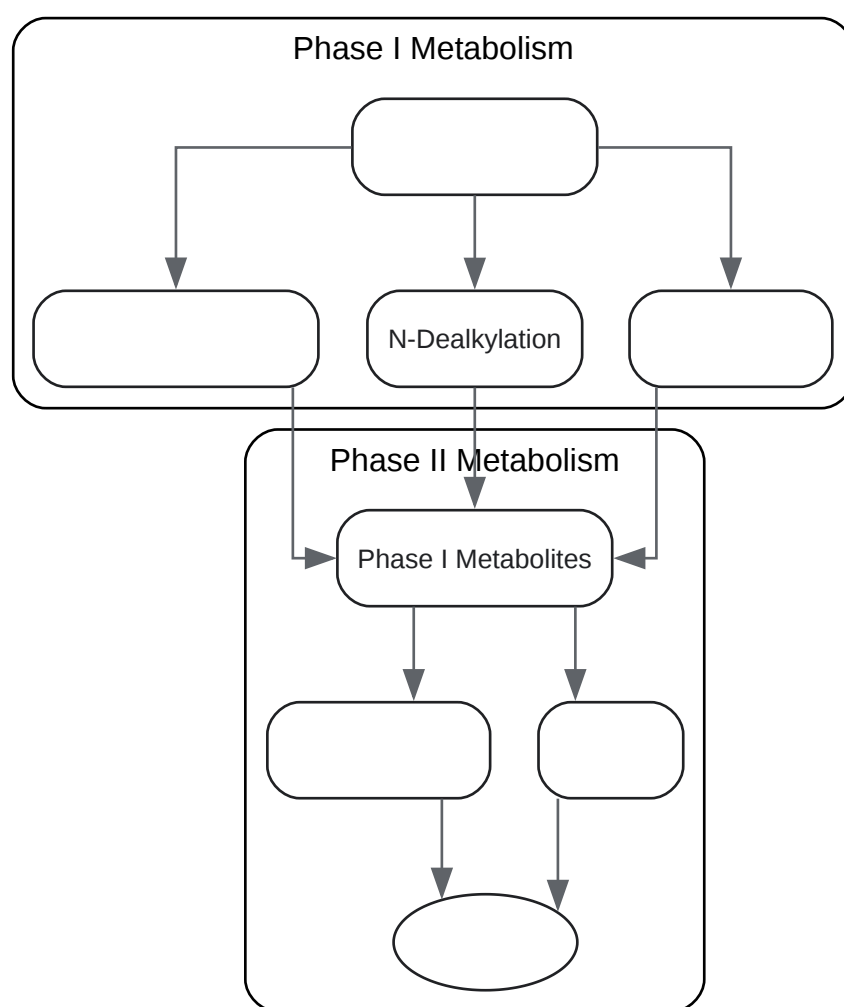 Phase I Metabolism
N-Dealkylation
Phase II Metabolism
Phase I Metabolites